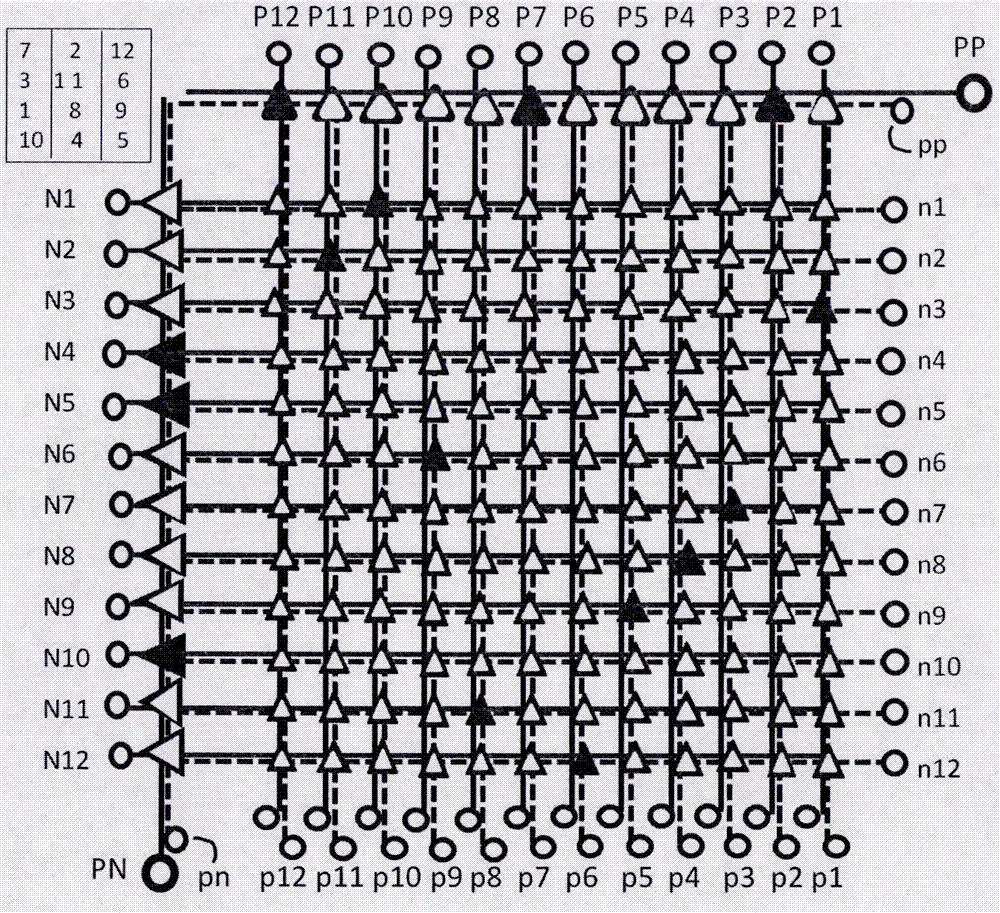 P12 P11 P10 P9 P8 P7 P6 P5 P4 P3 P2 P1
7 2 12
3 11 6
1 8 9
10 4 5
PP
pp
N1 n1
N2 n2
N3 n3
N4 n4
N5 n5
N6 n6
N7 n7
N8 n8
N9 n9
N10 n10
N11 n11
N12 n12
PN pn p12 p11 p10 p9 p8 p7 p6 p5 p4 p3 p2 p1